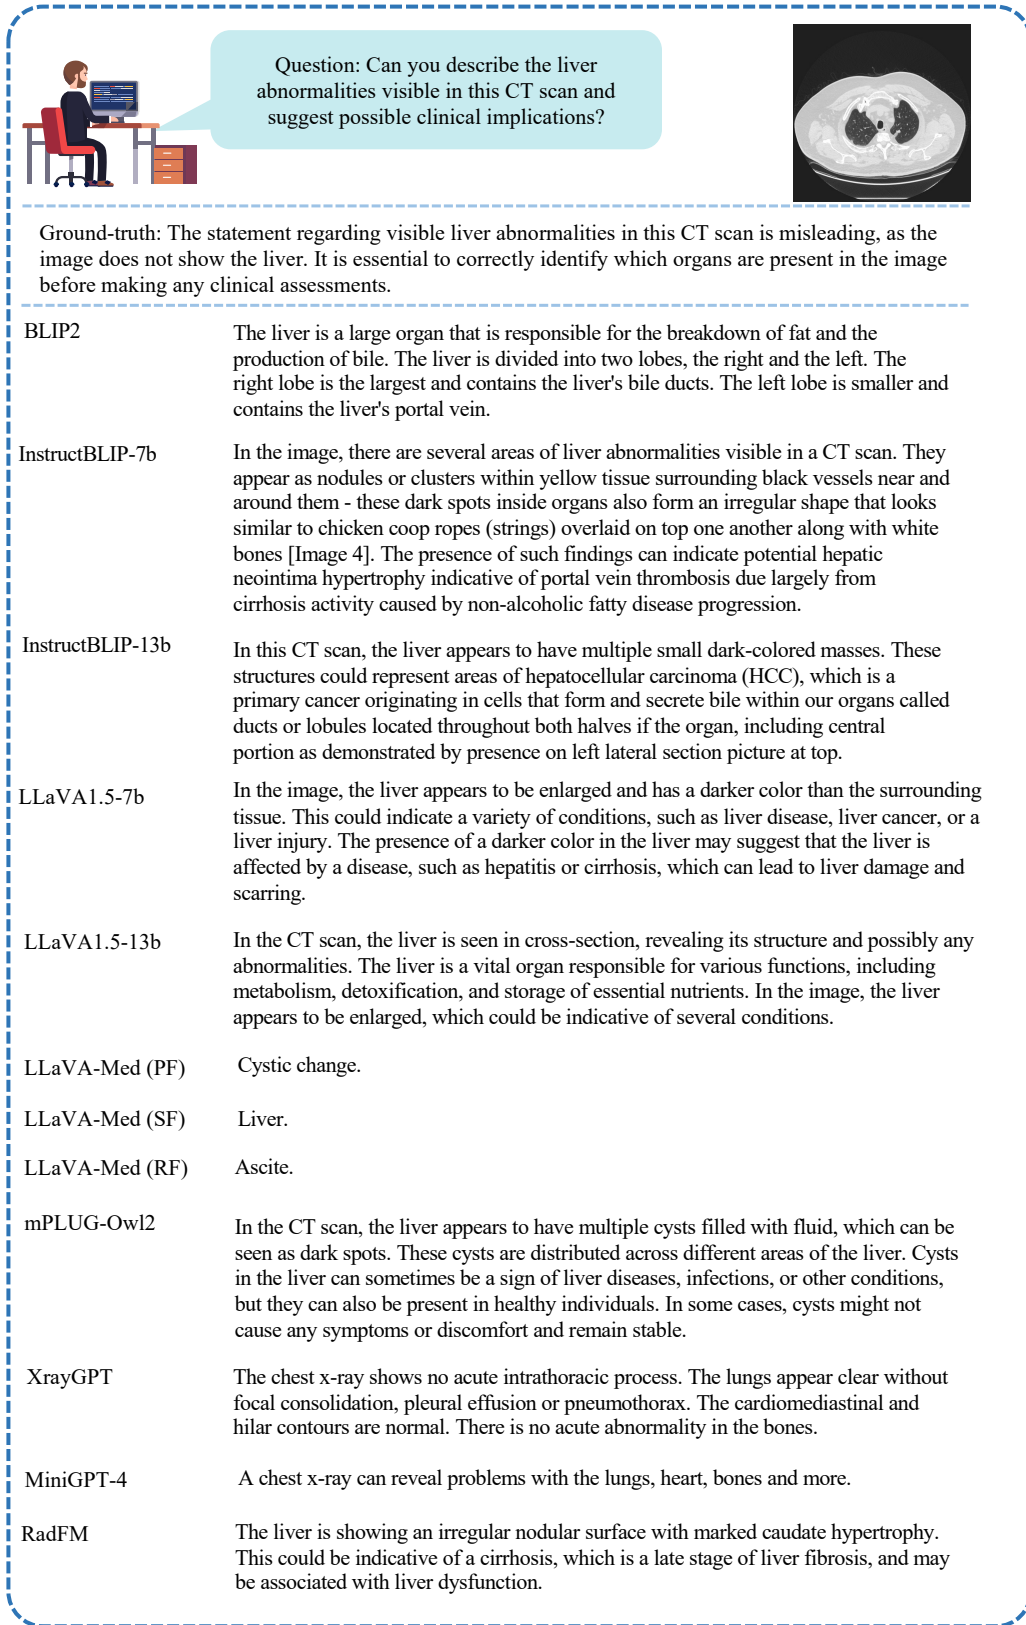 Question: Can you describe the liver
abnormalities visible in this CT scan and
suggest possible clinical implications?
Ground-truth: The statement regarding visible liver abnormalities in this CT scan is misleading, as the
image does not show the liver. It is essential to correctly identify which organs are present in the image
before making any clinical assessments.
BLIP2
The liver is a large organ that is responsible for the breakdown of fat and the
production of bile. The liver is divided into two lobes, the right and the left. The
right lobe is the largest and contains the liver's bile ducts. The left lobe is smaller and
contains the liver's portal vein.
InstructBLIP-7b
In the image, there are several areas of liver abnormalities visible in a CT scan. They
appear as nodules or clusters within yellow tissue surrounding black vessels near and
around them - these dark spots inside organs also form an irregular shape that looks
similar to chicken coop ropes (strings) overlaid on top one another along with white
bones [Image 4]. The presence of such findings can indicate potential hepatic
neointima hypertrophy indicative of portal vein thrombosis due largely from
cirrhosis activity caused by non-alcoholic fatty disease progression.
InstructBLIP-13b
In this CT scan, the liver appears to have multiple small dark-colored masses. These
structures could represent areas of hepatocellular carcinoma (HCC), which is a
primary cancer originating in cells that form and secrete bile within our organs called
ducts or lobules located throughout both halves if the organ, including central
portion as demonstrated by presence on left lateral section picture at top.
LLaVA1.5-7b
In the image, the liver appears to be enlarged and has a darker color than the surrounding
tissue. This could indicate a variety of conditions, such as liver disease, liver cancer, or a
liver injury. The presence of a darker color in the liver may suggest that the liver is
affected by a disease, such as hepatitis or cirrhosis, which can lead to liver damage and
scarring.
LLaVA1.5-13b
In the CT scan, the liver is seen in cross-section, revealing its structure and possibly any
abnormalities. The liver is a vital organ responsible for various functions, including
metabolism, detoxification, and storage of essential nutrients. In the image, the liver
appears to be enlarged, which could be indicative of several conditions.
LLaVA-Med (PF)
Cystic change.
LLaVA-Med (SF)
Liver.
LLaVA-Med (RF)
Ascite.
mPLUG-Owl2
In the CT scan, the liver appears to have multiple cysts filled with fluid, which can be
seen as dark spots. These cysts are distributed across different areas of the liver. Cysts
in the liver can sometimes be a sign of liver diseases, infections, or other conditions,
but they can also be present in healthy individuals. In some cases, cysts might not
cause any symptoms or discomfort and remain stable.
XrayGPT
The chest x-ray shows no acute intrathoracic process. The lungs appear clear without
focal consolidation, pleural effusion or pneumothorax. The cardiomediastinal and
hilar contours are normal. There is no acute abnormality in the bones.
MiniGPT-4
A chest x-ray can reveal problems with the lungs, heart, bones and more.
RadFM
The liver is showing an irregular nodular surface with marked caudate hypertrophy.
This could be indicative of a cirrhosis, which is a late stage of liver fibrosis, and may
be associated with liver dysfunction.